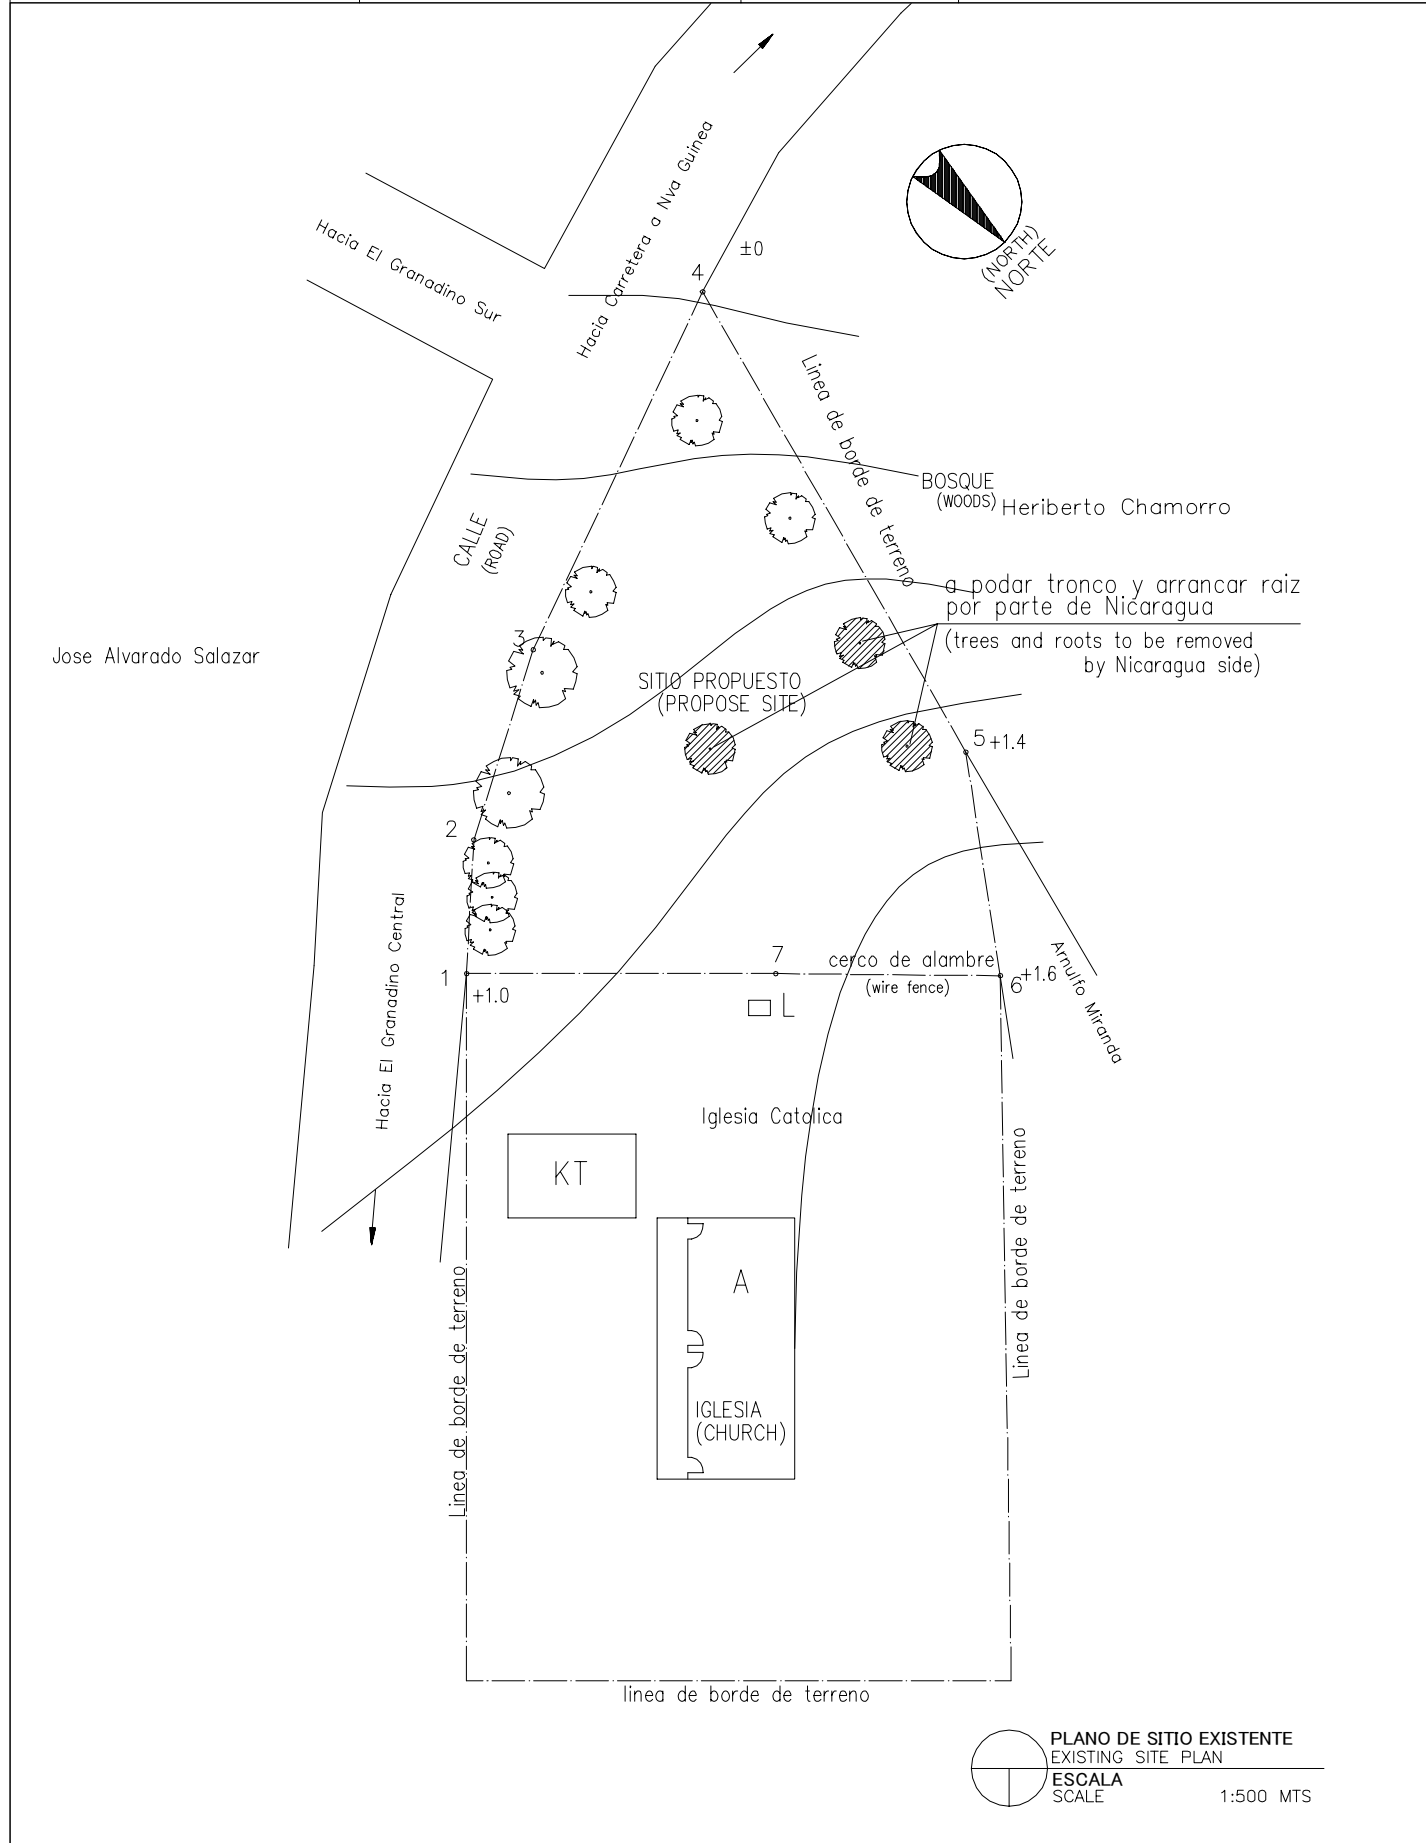 Hacia Carretera a Nva Guinea
Hacia El Granadino Sur
±0
4
(NORTH)
NORTE
Linea de borde de terreno
BOSQUE
(WOODS)
Heriberto Chamorro
CALLE
(ROAD)
a podar tronco y arrancar raiz
por parte de Nicaragua
(trees and roots to be removed
by Nicaragua side)
3
Jose Alvarado Salazar
SITIO PROPUESTO
(PROPOSE SITE)
5
+1.4
2
Hacia El Granadino Central
1
+1.0
7
cerco de alambre
(wire fence)
6
+1.6
Arnulfo Miranda
L
Iglesia Catolica
KT
A
IGLESIA
(CHURCH)
Linea de borde de terreno
Linea de borde de terreno
linea de borde de terreno
PLANO DE SITIO EXISTENTE
EXISTING SITE PLAN
ESCALA
SCALE 1:500 MTS